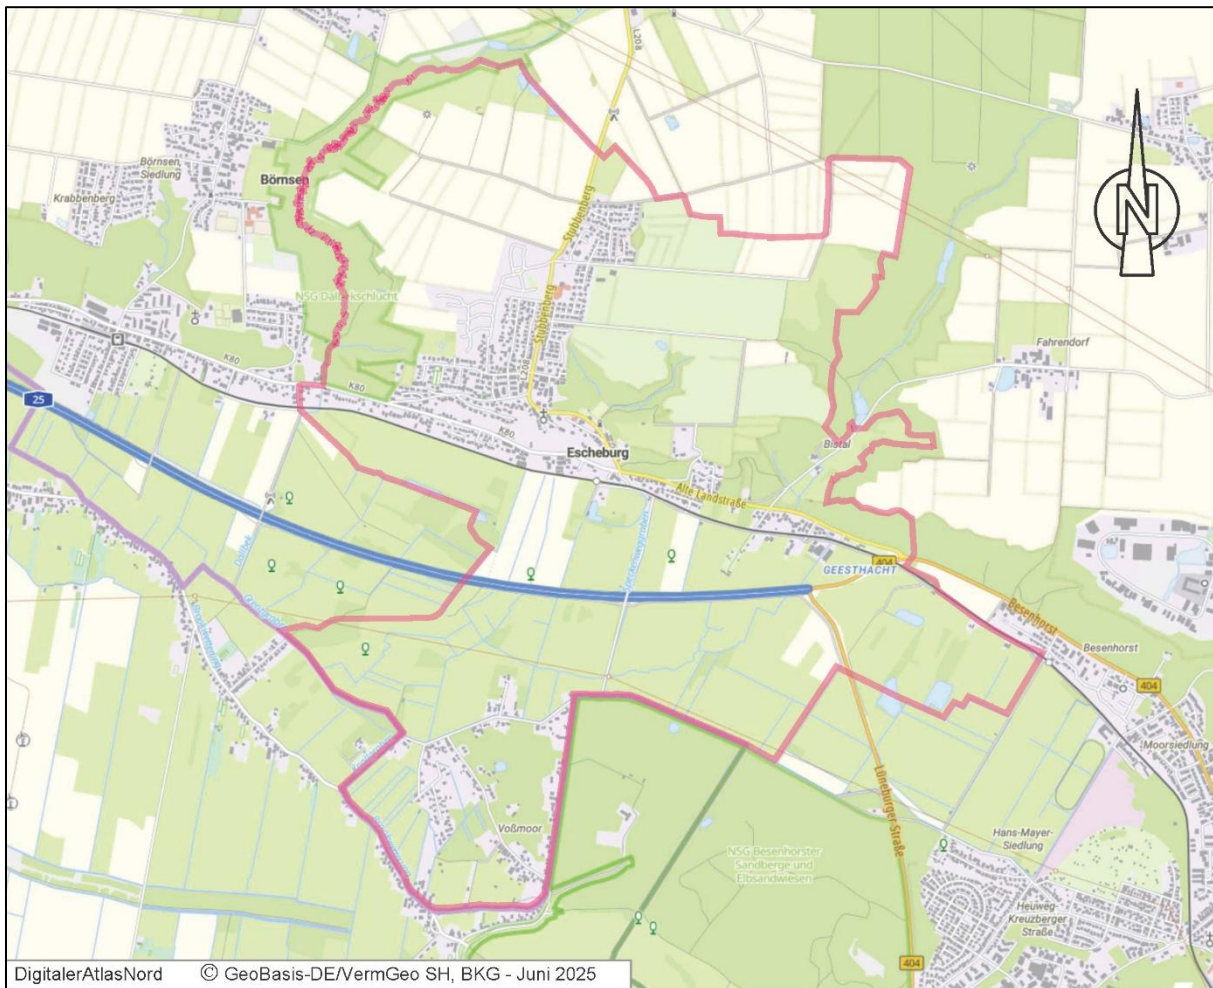 L208
Börnsen,
Siedlung
Krabbenberg
Börnsen
Stubbenberg
N
NSG Dalbekschlucht
Stubbenberg
Fahrendorf
K80
K80
L208
25
K80
Bistal
Escheburg
Alte Landstraße
404
GEESTHACHT
Besenhorst
Besenhorst
404
Moorsiedlung
Lüneburger Straße
Voßmoor
Hans-Mayer-
Siedlung
NSG Besenhorster
Sandberge und
Elbsandwiesen
Heuweg-
Kreuzberger
Straße
404
DigitalerAtlasNord © GeoBasis-DE/VermGeo SH, BKG - Juni 2025